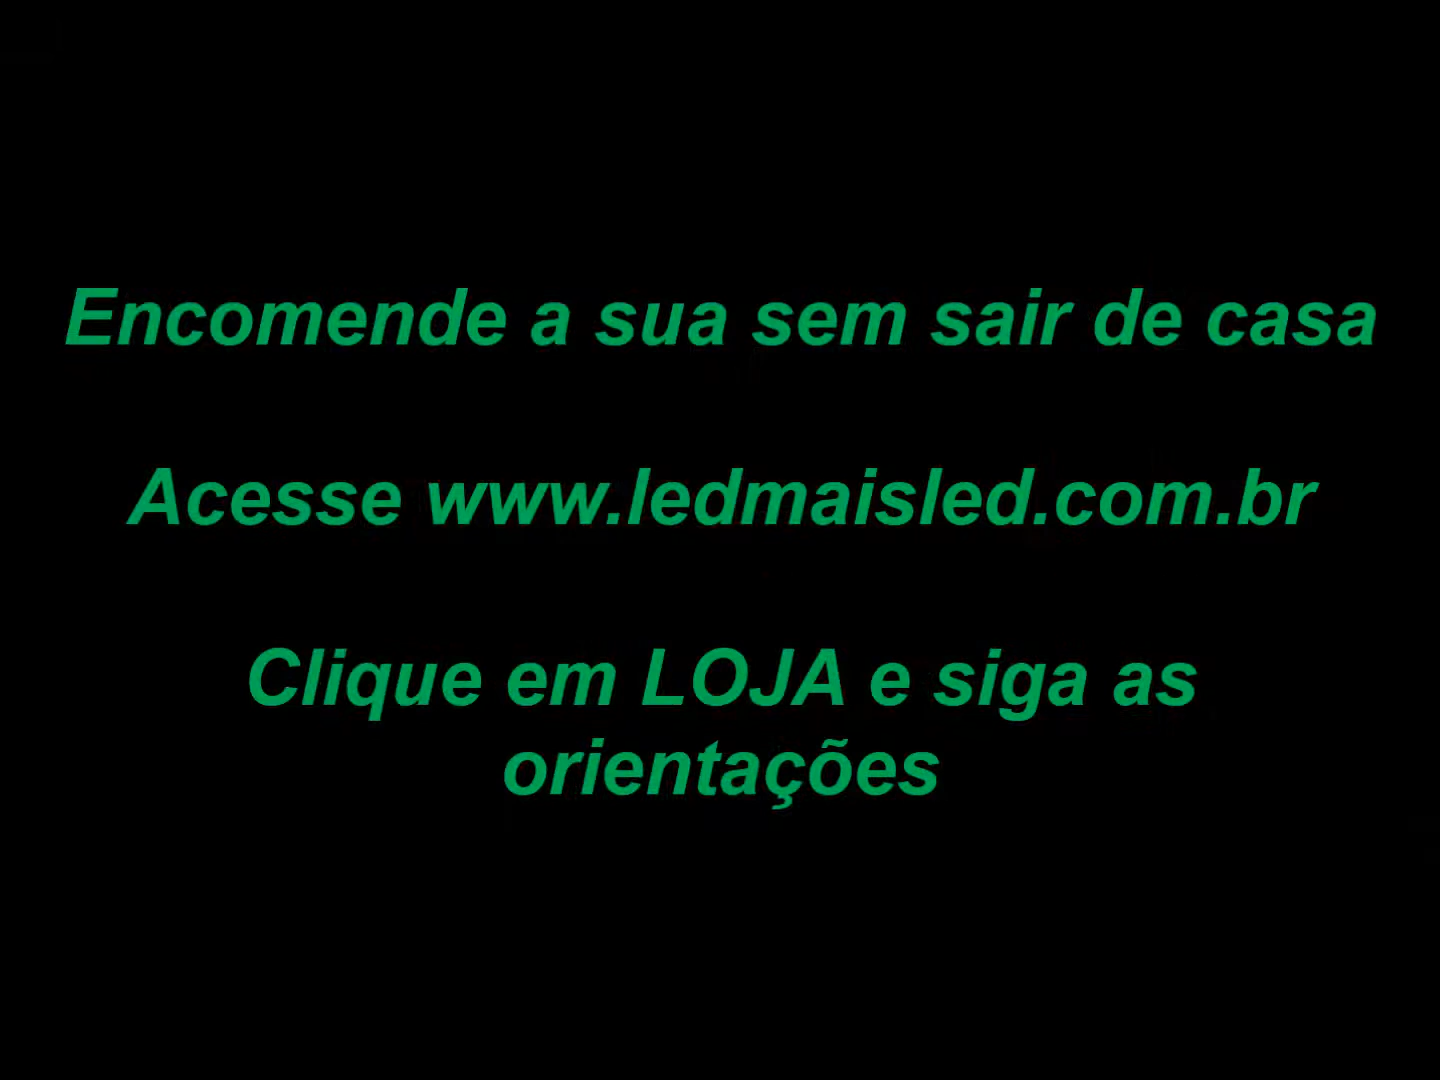 Encomende a sua sem sair de casa
Acesse www.ledmaisled.com.br
Clique em LOJA e siga as
orientações